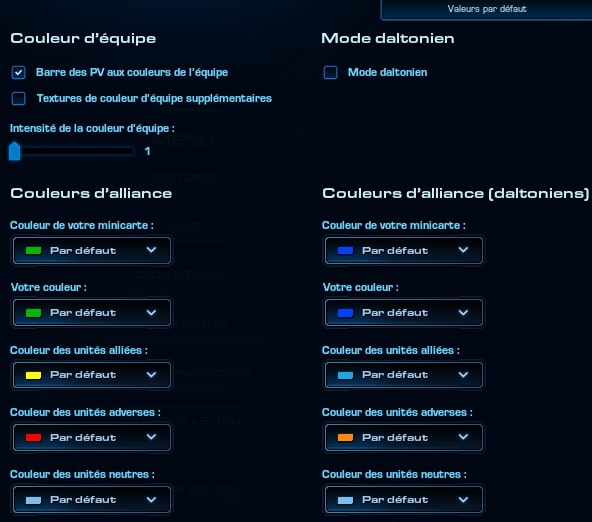 Valeurs par défaut
Couleur d'équipe
Mode daltonien
Barre des PV aux couleurs de l'équipe
Mode daltonien
Textures de couleur d'équipe supplémentaires
Intensité de la couleur d'équipe :
1
MENU
OPTIONS
Couleurs d'alliance
Couleurs d'alliance (daltoniens)
Couleur de votre minicarte :
Couleur de votre minicarte :
Par défaut
Par défaut
Votre couleur :
Votre couleur :
Par défaut
Par défaut
Couleur des unités alliées :
Couleur des unités alliées :
Par défaut
Par défaut
Couleur des unités adverses :
Couleur des unités adverses :
Par défaut
Par défaut
Couleur des unités neutres :
Couleur des unités neutres :
Par défaut
Par défaut